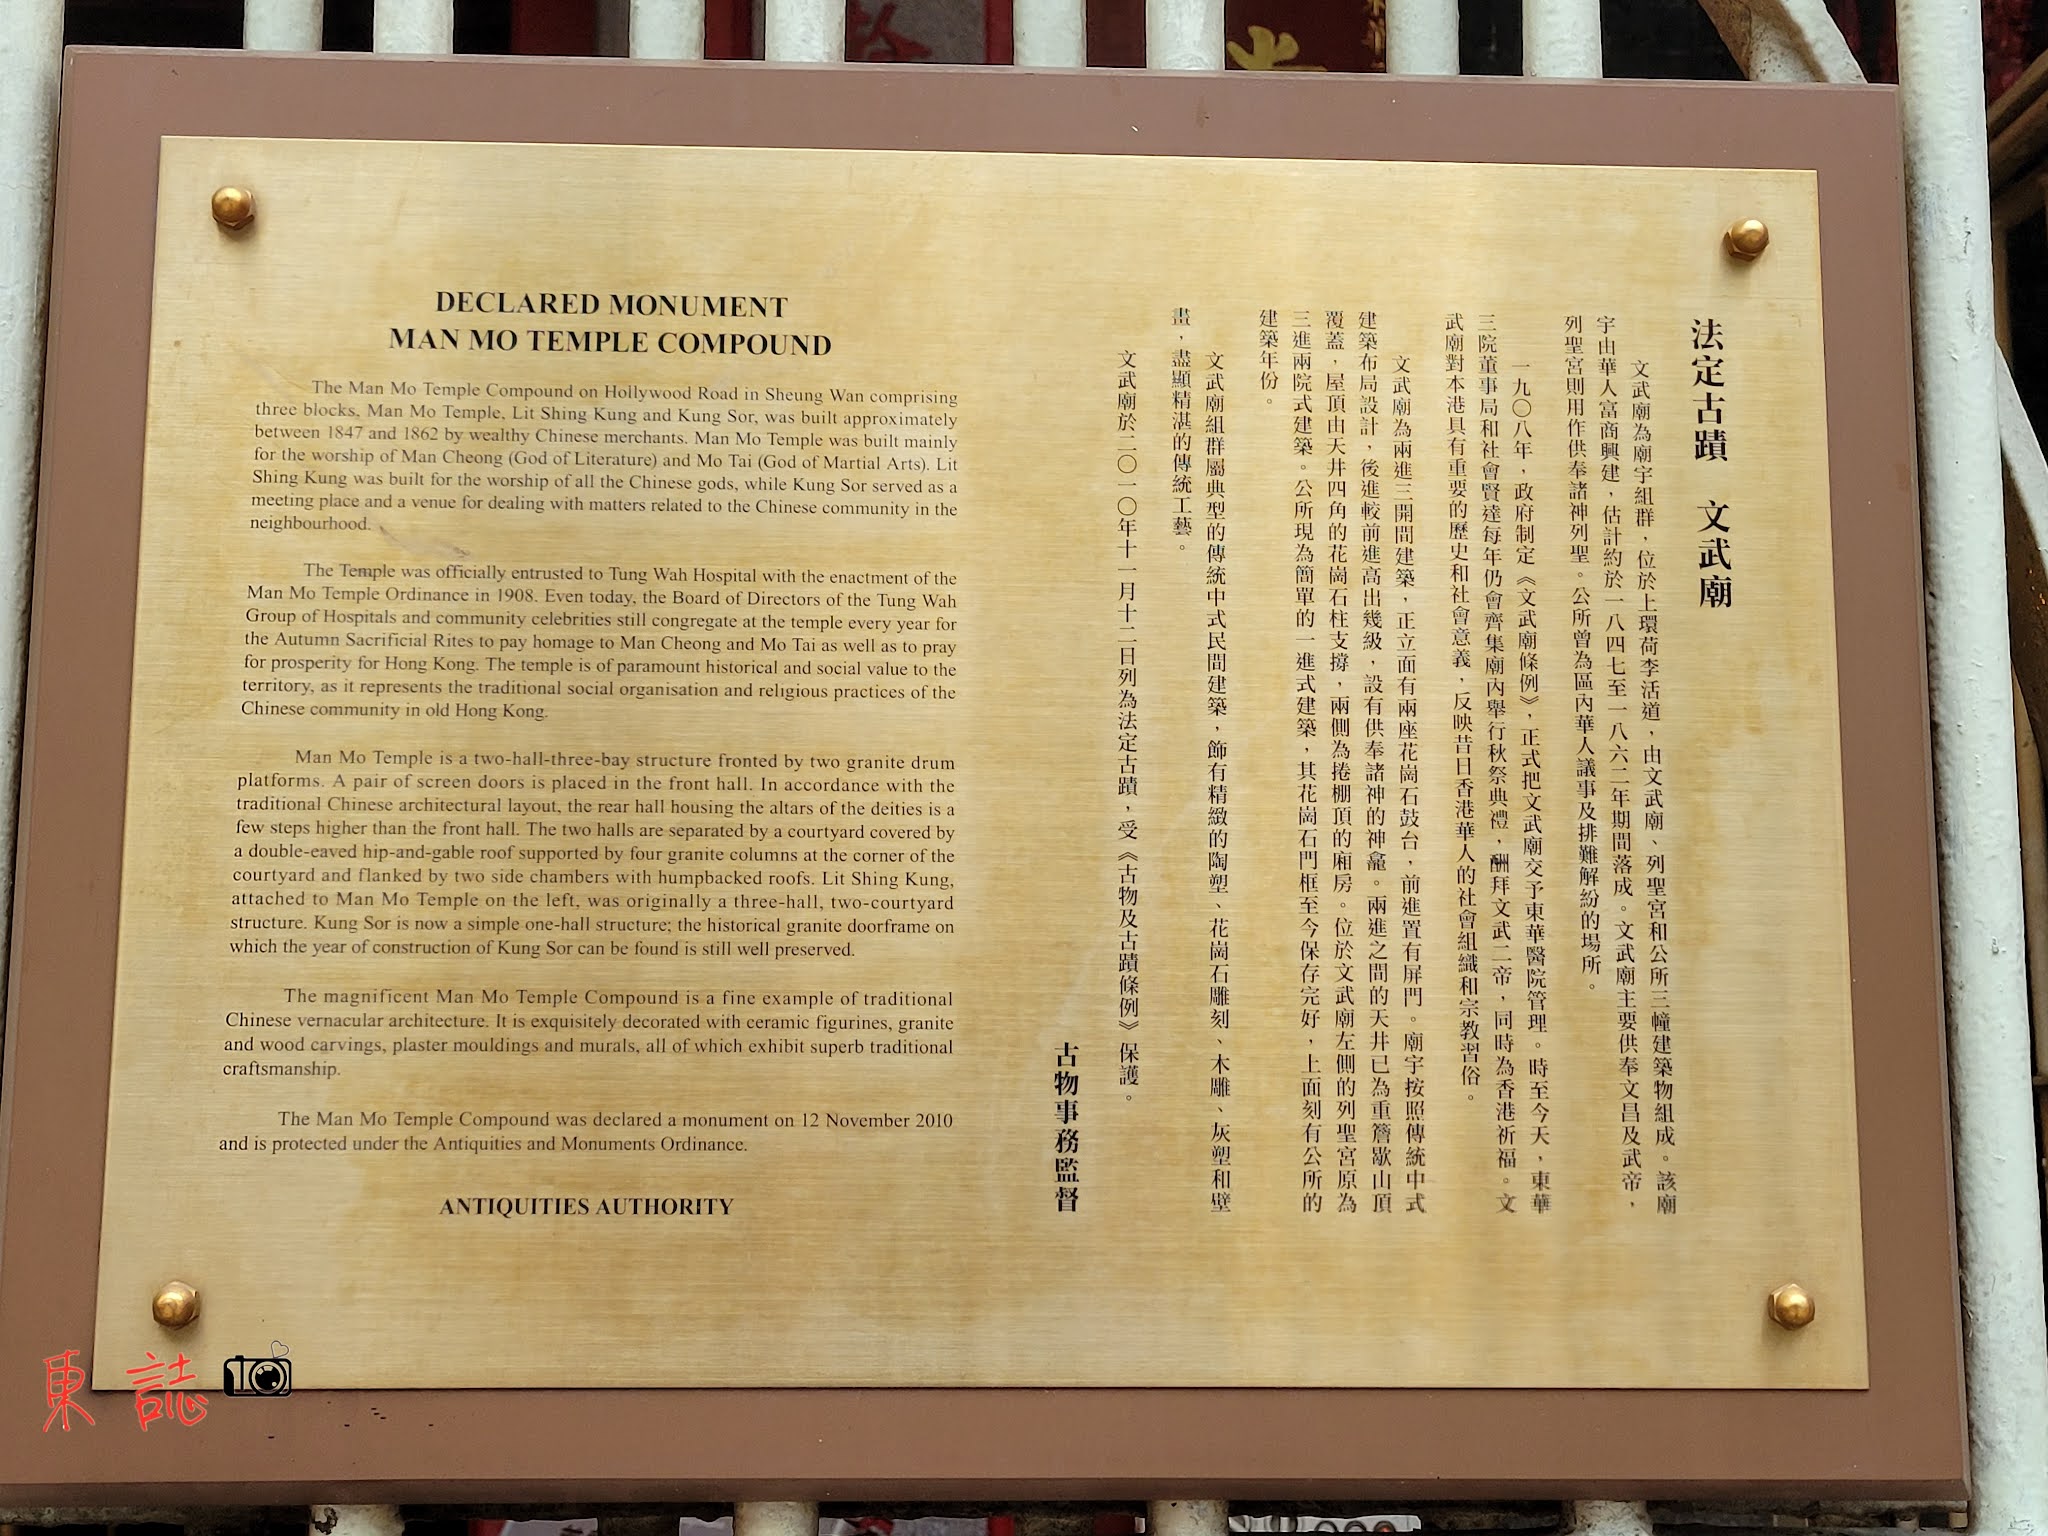 DECLARED MONUMENT
MAN MO TEMPLE COMPOUND
The Man Mo Temple Compound on Hollywood Road in Sheung Wan comprising
three blocks, Man Mo Temple, Lit Shing Kung and Kung Sor, was built approximately
between 1847 and 1862 by wealthy Chinese merchants. Man Mo Temple was built mainly
for the worship of Man Cheong (God of Literature) and Mo Tai (God of Martial Arts). Lit
Shing Kung was built for the worship of all the Chinese gods, while Kung Sor served as a
meeting place and a venue for dealing with matters related to the Chinese community in the
neighbourhood.
The Temple was officially entrusted to Tung Wah Hospital with the enactment of the
Man Mo Temple Ordinance in 1908. Even today, the Board of Directors of the Tung Wah
Group of Hospitals and community celebrities still congregate at the temple every year for
the Autumn Sacrificial Rites to pay homage to Man Cheong and Mo Tai as well as to pray
for prosperity for Hong Kong. The temple is of paramount historical and social value to the
territory, as it represents the traditional social organisation and religious practices of the
Chinese community in old Hong Kong.
Man Mo Temple is a two-hall-three-bay structure fronted by two granite drum
platforms. A pair of screen doors is placed in the front hall. In accordance with the
traditional Chinese architectural layout, the rear hall housing the altars of the deities is a
few steps higher than the front hall. The two halls are separated by a courtyard covered by
a double-eaved hip-and-gable roof supported by four granite columns at the corner of the
courtyard and flanked by two side chambers with humpbacked roofs. Lit Shing Kung,
attached to Man Mo Temple on the left, was originally a three-hall, two-courtyard
structure. Kung Sor is now a simple one-hall structure; the historical granite doorframe on
which the year of construction of Kung Sor can be found is still well preserved.
The magnificent Man Mo Temple Compound is a fine example of traditional
Chinese vernacular architecture. It is exquisitely decorated with ceramic figurines, granite
and wood carvings, plaster mouldings and murals, all of which exhibit superb traditional
craftsmanship.
The Man Mo Temple Compound was declared a monument on 12 November 2010
and is protected under the Antiquities and Monuments Ordinance.
ANTIQUITIES AUTHORITY
法定古蹟 文武廟
文武廟為廟宇組群，位於上環荷李活道，由文武廟、列聖宮和公所三幢建築物組成。該廟
宇由華人富商興建，估計約於一八四七至一八六二年期間落成。文武廟主要供奉文昌及武帝，
列聖宮則用作供奉諸神列聖。公所曾為區內華人議事及排難解紛的場所。
一九〇八年，政府制定《文武廟條例》，正式把文武廟交予東華醫院管理。時至今天，東華
三院董事局和社會賢達每年仍會齊集廟內舉行秋祭典禮，酬拜文武二帝，同時為香港祈福。文
武廟對本港具有重要的歷史和社會意義，反映昔日香港華人的社會組織和宗教習俗。
文武廟為兩進三開間建築，正立面有兩座花崗石鼓台，前進置有屏門。廟宇按照傳統中式
建築布局設計，後進較前進高出幾級，設有供奉諸神的神龕。兩進之間的天井已為重簷歇山頂
覆蓋，屋頂由天井四角的花崗石柱支撐，兩側為捲棚頂的廂房。位於文武廟左側的列聖宮原為
三進兩院式建築。公所現為簡單的一進式建築，其花崗石門框至今保存完好，上面刻有公所的
建築年份。
文武廟組群屬典型的傳統中式民間建築，飾有精緻的陶塑、花崗石雕刻、木雕、灰塑和壁
畫，盡顯精湛的傳統工藝。
文武廟於二〇一〇年十一月十二日列為法定古蹟，受《古物及古蹟條例》保護。
古物事務監督
東 誌